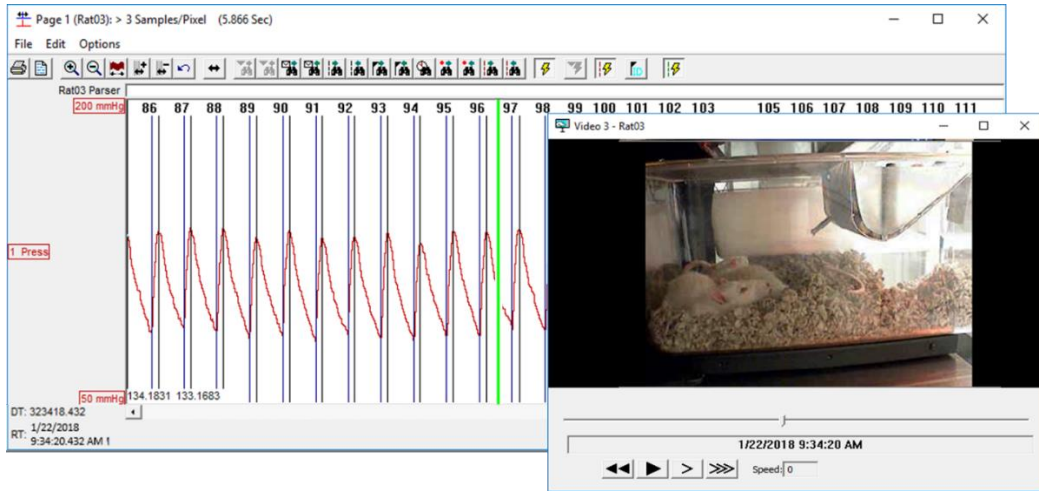 Page 1 (Rat03): > 3 Samples/Pixel (5.866 Sec)
File Edit Options
Rat03 Parser
200 mmHg 86 87 88 89 90 91 92 93 94 95 96 97 98 99 100 101 102 103 105 106 107 108 109 110 111
1 Press
50 mmHg 134.1831 133.1683
DT: 323418.432
RT: 1/22/2018
9:34:20.432 AM
Video 3 - Rat03
1/22/2018 9:34:20 AM
Speed: 0